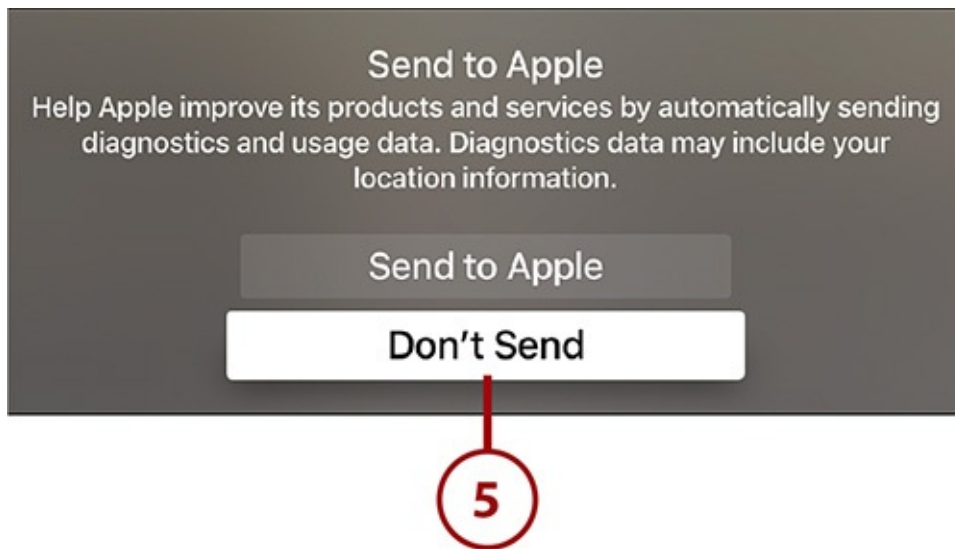 Send to Apple
Help Apple improve its products and services by automatically sending
diagnostics and usage data. Diagnostics data may include your
location information.
Send to Apple
Don't Send
5